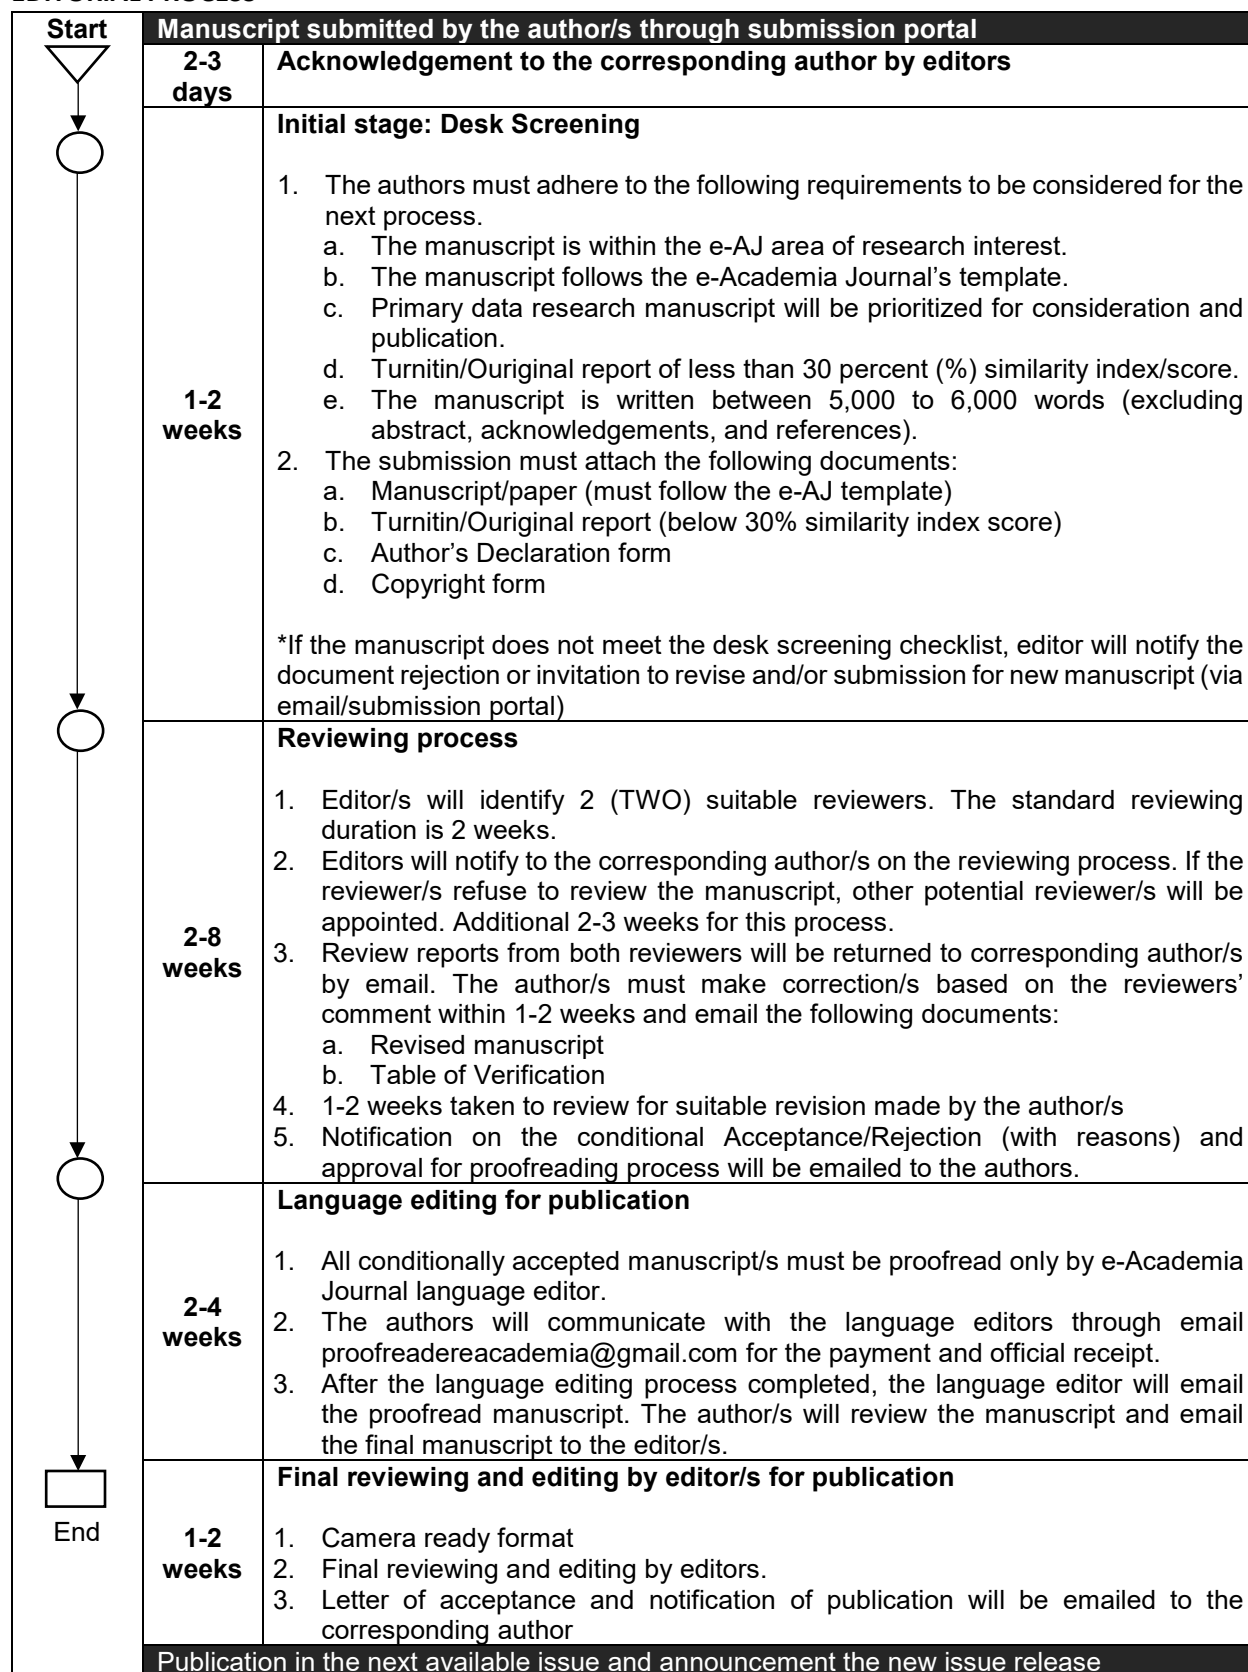 Start
Manuscript submitted by the author/s through submission portal
2-3
days
Acknowledgement to the corresponding author by editors
1-2
weeks
Initial stage: Desk Screening
1. The authors must adhere to the following requirements to be considered for the
next process.
a. The manuscript is within the e-AJ area of research interest.
b. The manuscript follows the e-Academia Journal’s template.
c. Primary data research manuscript will be prioritized for consideration and
publication.
d. Turnitin/Ouriginal report of less than 30 percent (%) similarity index/score.
e. The manuscript is written between 5,000 to 6,000 words (excluding
abstract, acknowledgements, and references).
2. The submission must attach the following documents:
a. Manuscript/paper (must follow the e-AJ template)
b. Turnitin/Ouriginal report (below 30% similarity index score)
c. Author’s Declaration form
d. Copyright form
*If the manuscript does not meet the desk screening checklist, editor will notify the
document rejection or invitation to revise and/or submission for new manuscript (via
email/submission portal)
2-8
weeks
Reviewing process
1. Editor/s will identify 2 (TWO) suitable reviewers. The standard reviewing
duration is 2 weeks.
2. Editors will notify to the corresponding author/s on the reviewing process. If the
reviewer/s refuse to review the manuscript, other potential reviewer/s will be
appointed. Additional 2-3 weeks for this process.
3. Review reports from both reviewers will be returned to corresponding author/s
by email. The author/s must make correction/s based on the reviewers’
comment within 1-2 weeks and email the following documents:
a. Revised manuscript
b. Table of Verification
4. 1-2 weeks taken to review for suitable revision made by the author/s
5. Notification on the conditional Acceptance/Rejection (with reasons) and
approval for proofreading process will be emailed to the authors.
2-4
weeks
Language editing for publication
1. All conditionally accepted manuscript/s must be proofread only by e-Academia
Journal language editor.
2. The authors will communicate with the language editors through email
proofreadereacademia@gmail.com for the payment and official receipt.
3. After the language editing process completed, the language editor will email
the proofread manuscript. The author/s will review the manuscript and email
the final manuscript to the editor/s.
End
1-2
weeks
Final reviewing and editing by editor/s for publication
1. Camera ready format
2. Final reviewing and editing by editors.
3. Letter of acceptance and notification of publication will be emailed to the
corresponding author
Publication in the next available issue and announcement the new issue release